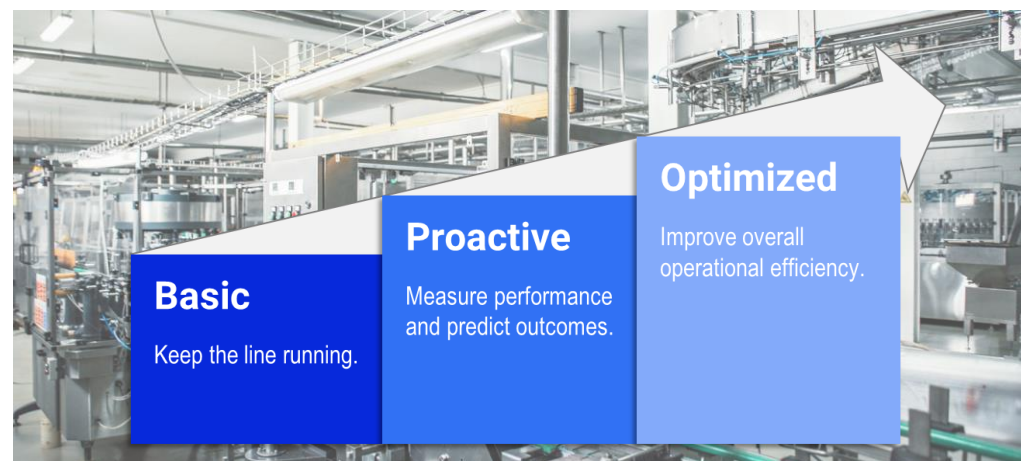 Basic
Keep the line running.
Proactive
Measure performance
and predict outcomes.
Optimized
Improve overall
operational efficiency.